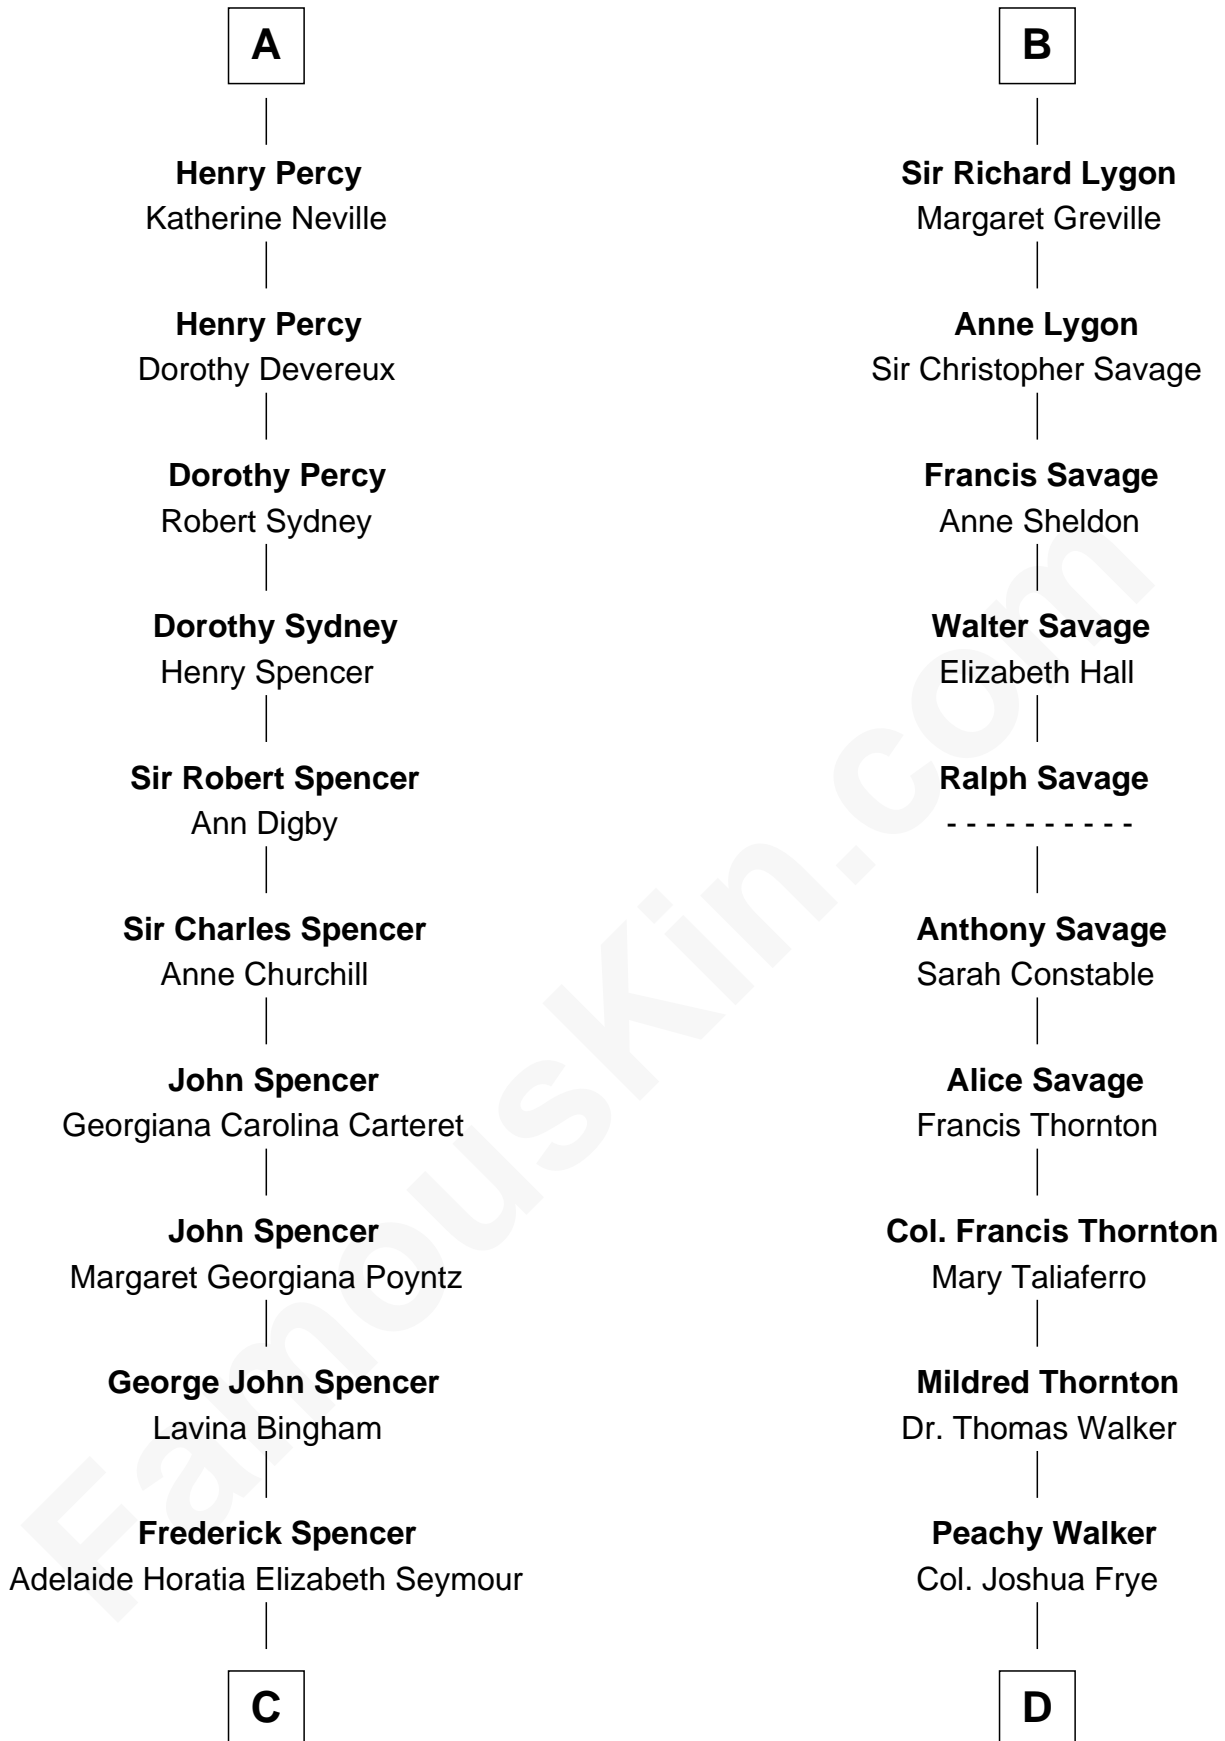 A
Henry Percy
Katherine Neville
Henry Percy
Dorothy Devereux
Dorothy Percy
Robert Sydney
Dorothy Sydney
Henry Spencer
Sir Robert Spencer
Ann Digby
Sir Charles Spencer
Anne Churchill
John Spencer
Georgiana Carolina Carteret
John Spencer
Margaret Georgiana Poyntz
George John Spencer
Lavina Bingham
Frederick Spencer
Adelaide Horatia Elizabeth Seymour
C
B
Sir Richard Lygon
Margaret Greville
Anne Lygon
Sir Christopher Savage
Francis Savage
Anne Sheldon
Walter Savage
Elizabeth Hall
Ralph Savage
- - - - - - - - - -
Anthony Savage
Sarah Constable
Alice Savage
Francis Thornton
Col. Francis Thornton
Mary Taliaferro
Mildred Thornton
Dr. Thomas Walker
Peachy Walker
Col. Joshua Frye
D
FamousKin.com